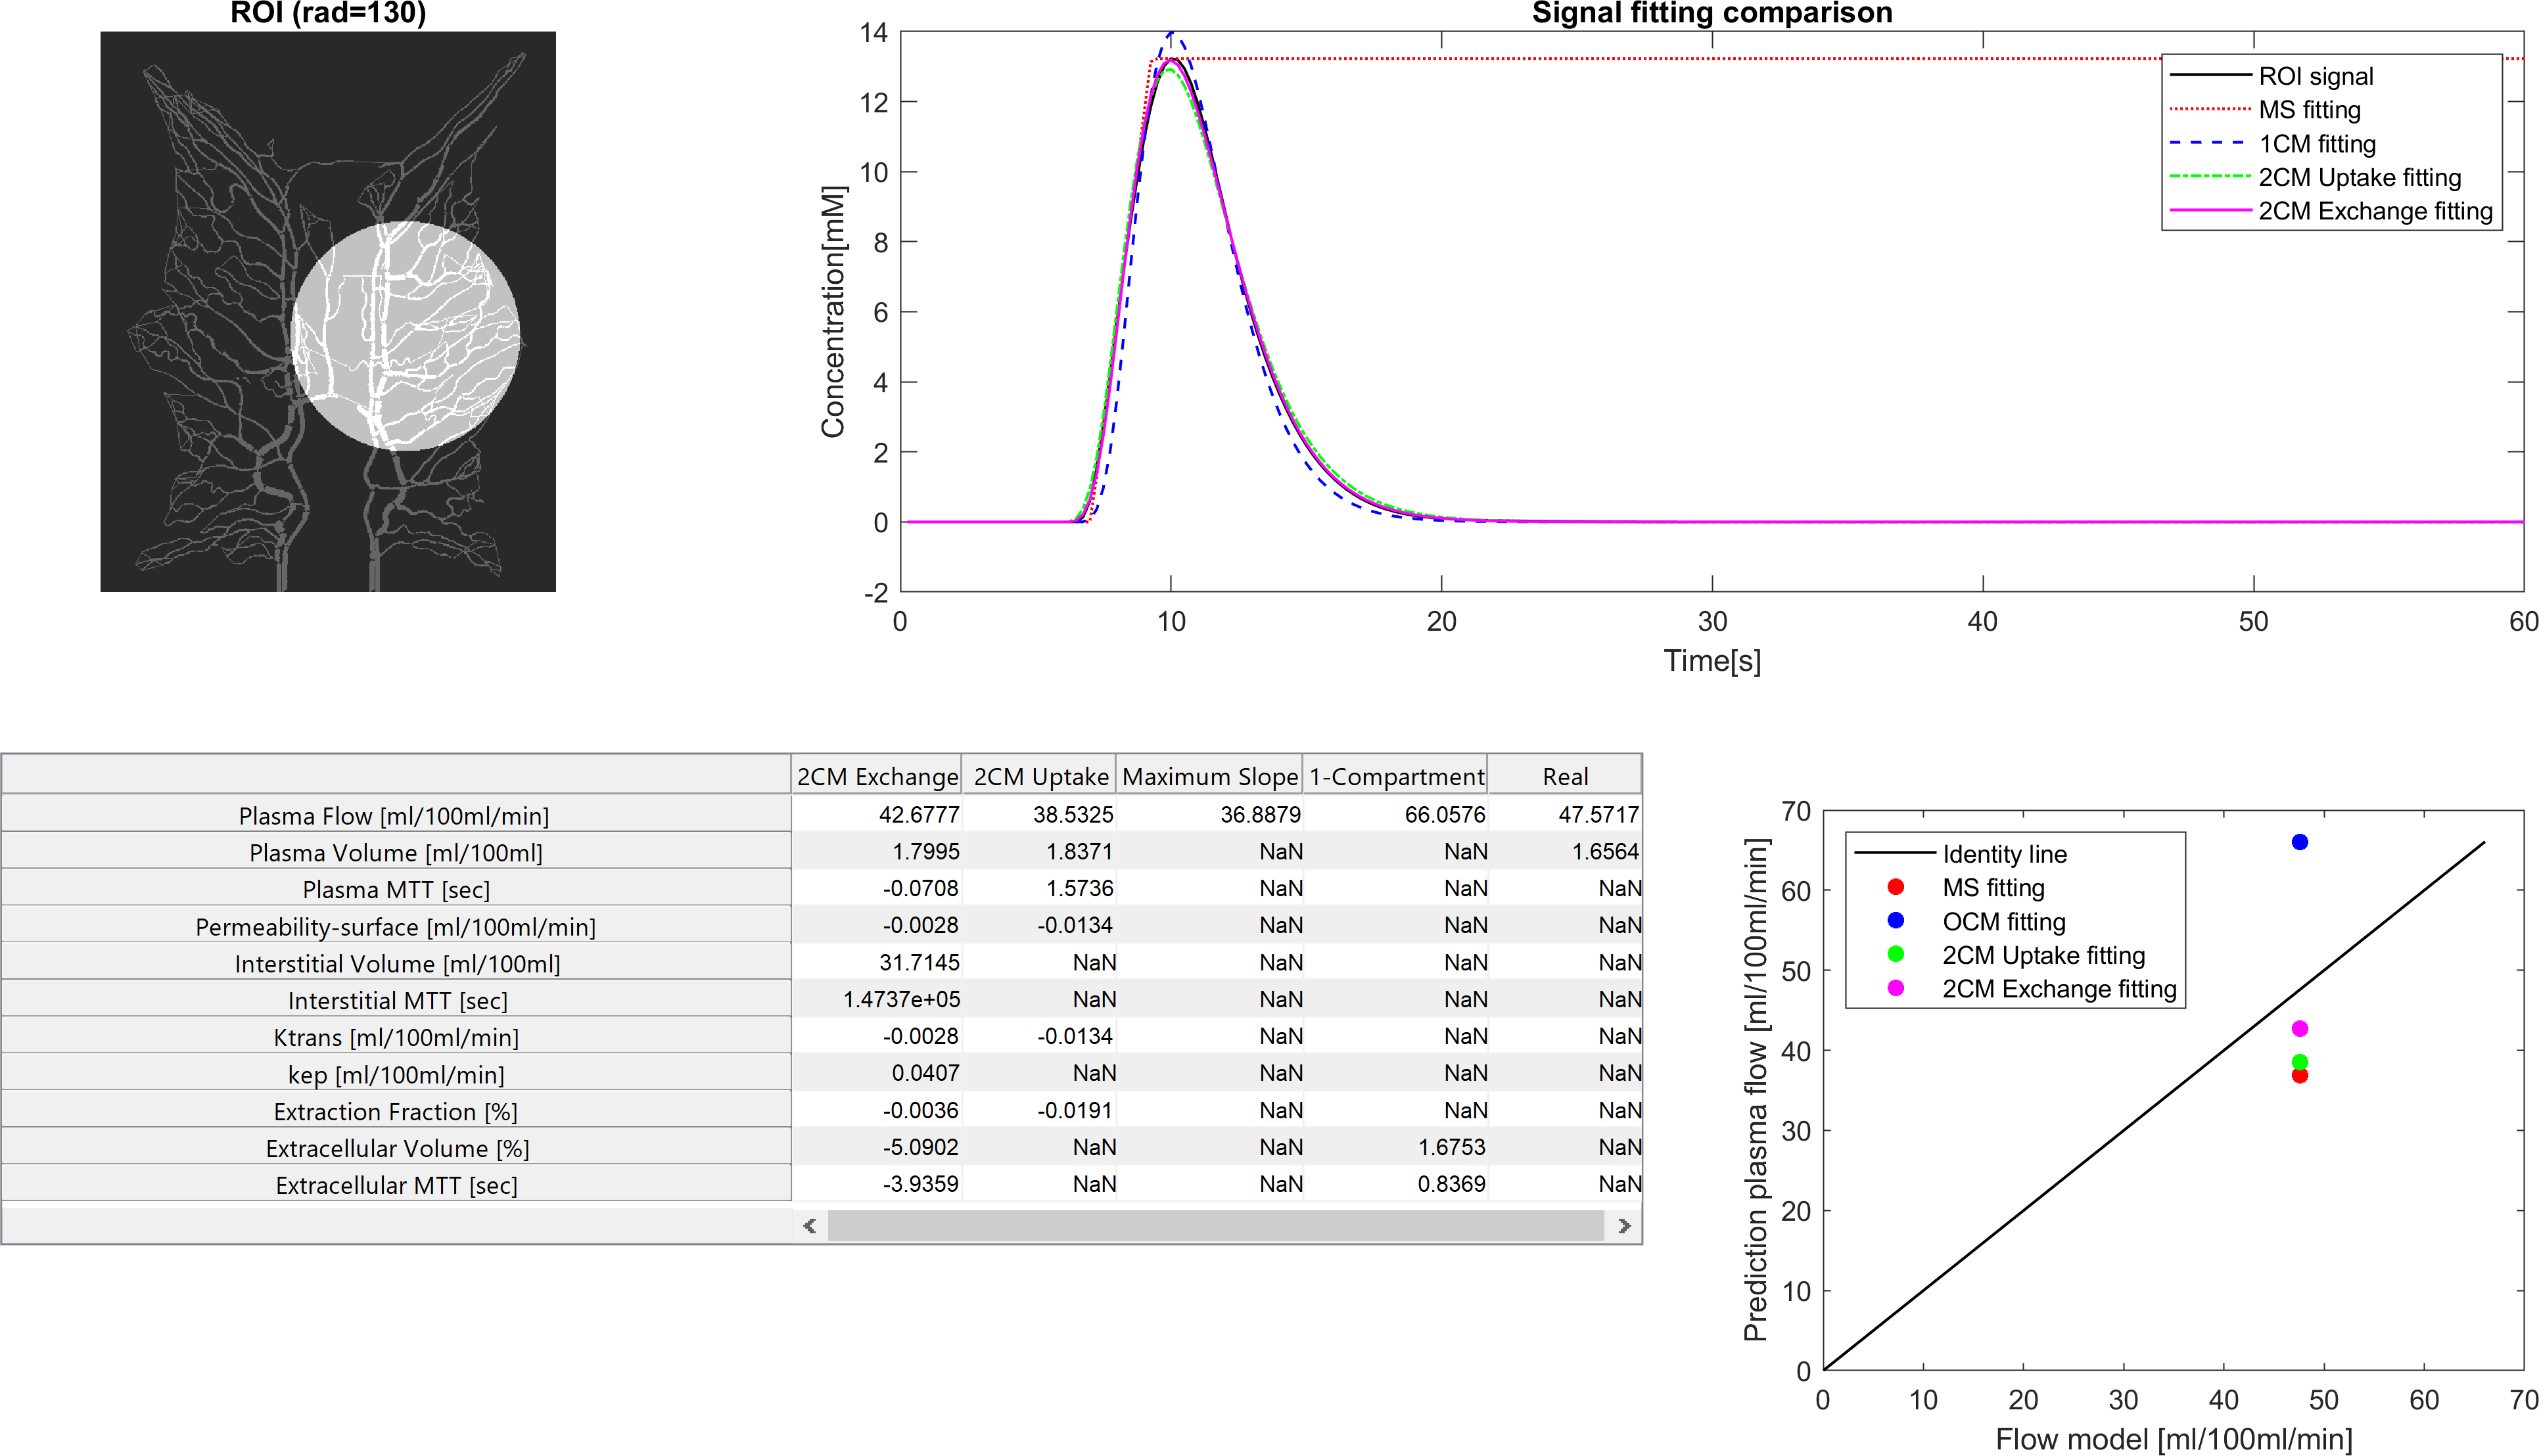 ROI (rad=130)
Signal fitting comparison
14
12
10
8
6
4
2
0
-2
Concentration[mM]
0 10 20 30 40 50 60
Time[s]
ROI signal
MS fitting
1CM fitting
2CM Uptake fitting
2CM Exchange fitting
2CM Exchange 2CM Uptake Maximum Slope 1-Compartment Real
Plasma Flow [ml/100ml/min] 42.6777 38.5325 36.8879 66.0576 47.5717
Plasma Volume [ml/100ml] 1.7995 1.8371 NaN NaN 1.6564
Plasma MTT [sec] -0.0708 1.5736 NaN NaN NaN
Permeability-surface [ml/100ml/min] -0.0028 -0.0134 NaN NaN NaN
Interstitial Volume [ml/100ml] 31.7145 NaN NaN NaN NaN
Interstitial MTT [sec] 1.4737e+05 NaN NaN NaN NaN
Ktrans [ml/100ml/min] -0.0028 -0.0134 NaN NaN NaN
kep [ml/100ml/min] 0.0407 NaN NaN NaN NaN
Extraction Fraction [%] -0.0036 -0.0191 NaN NaN NaN
Extracellular Volume [%] -5.0902 NaN NaN 1.6753 NaN
Extracellular MTT [sec] -3.9359 NaN NaN 0.8369 NaN
70
60
50
40
30
20
10
0
Prediction plasma flow [ml/100ml/min]
Identity line
MS fitting
OCM fitting
2CM Uptake fitting
2CM Exchange fitting
0 10 20 30 40 50 60 70
Flow model [ml/100ml/min]